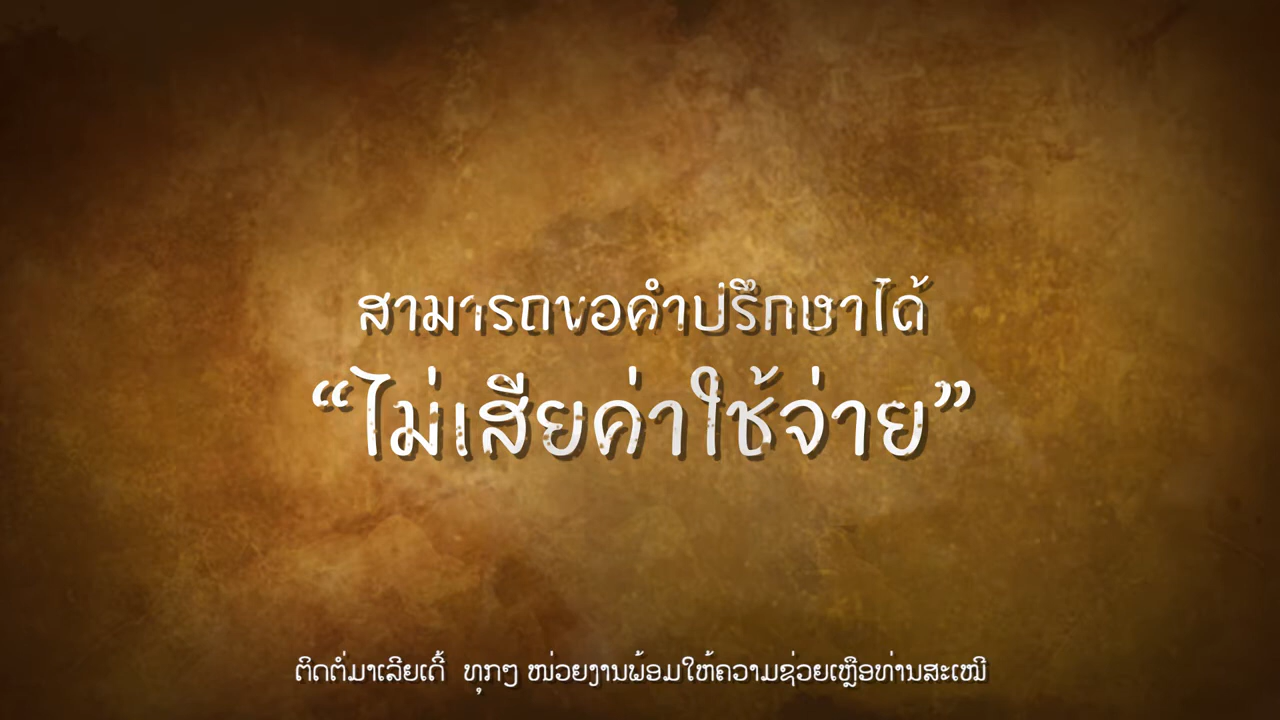 สามารถขอคำปรึกษาได้
“ไม่เสียค่าใช้จ่าย”
ຕິດຕໍ່ມາເລີຍເດີ້ ທຸກໆ ໜ່ວຍງານພ້ອມໃຫ້ຄວາມຊ່ວຍເຫຼືອທ່ານສະເໝີ